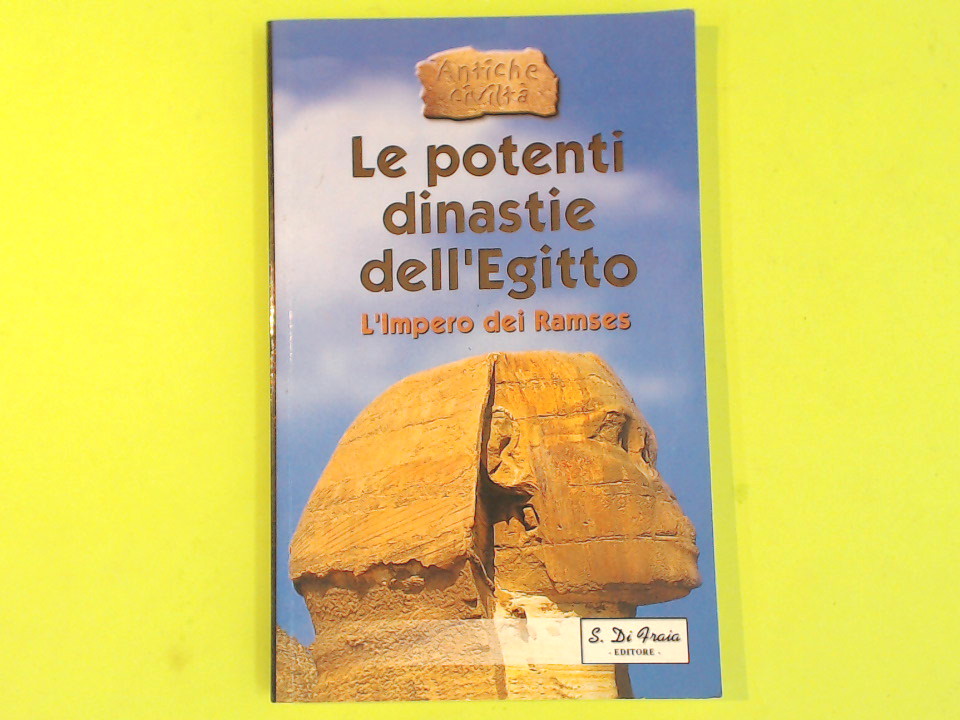 Antiche
civiltà
Le potenti
dinastie
dell'Egitto
L'Impero dei Ramses
S. Di Fraia
- EDITORE -